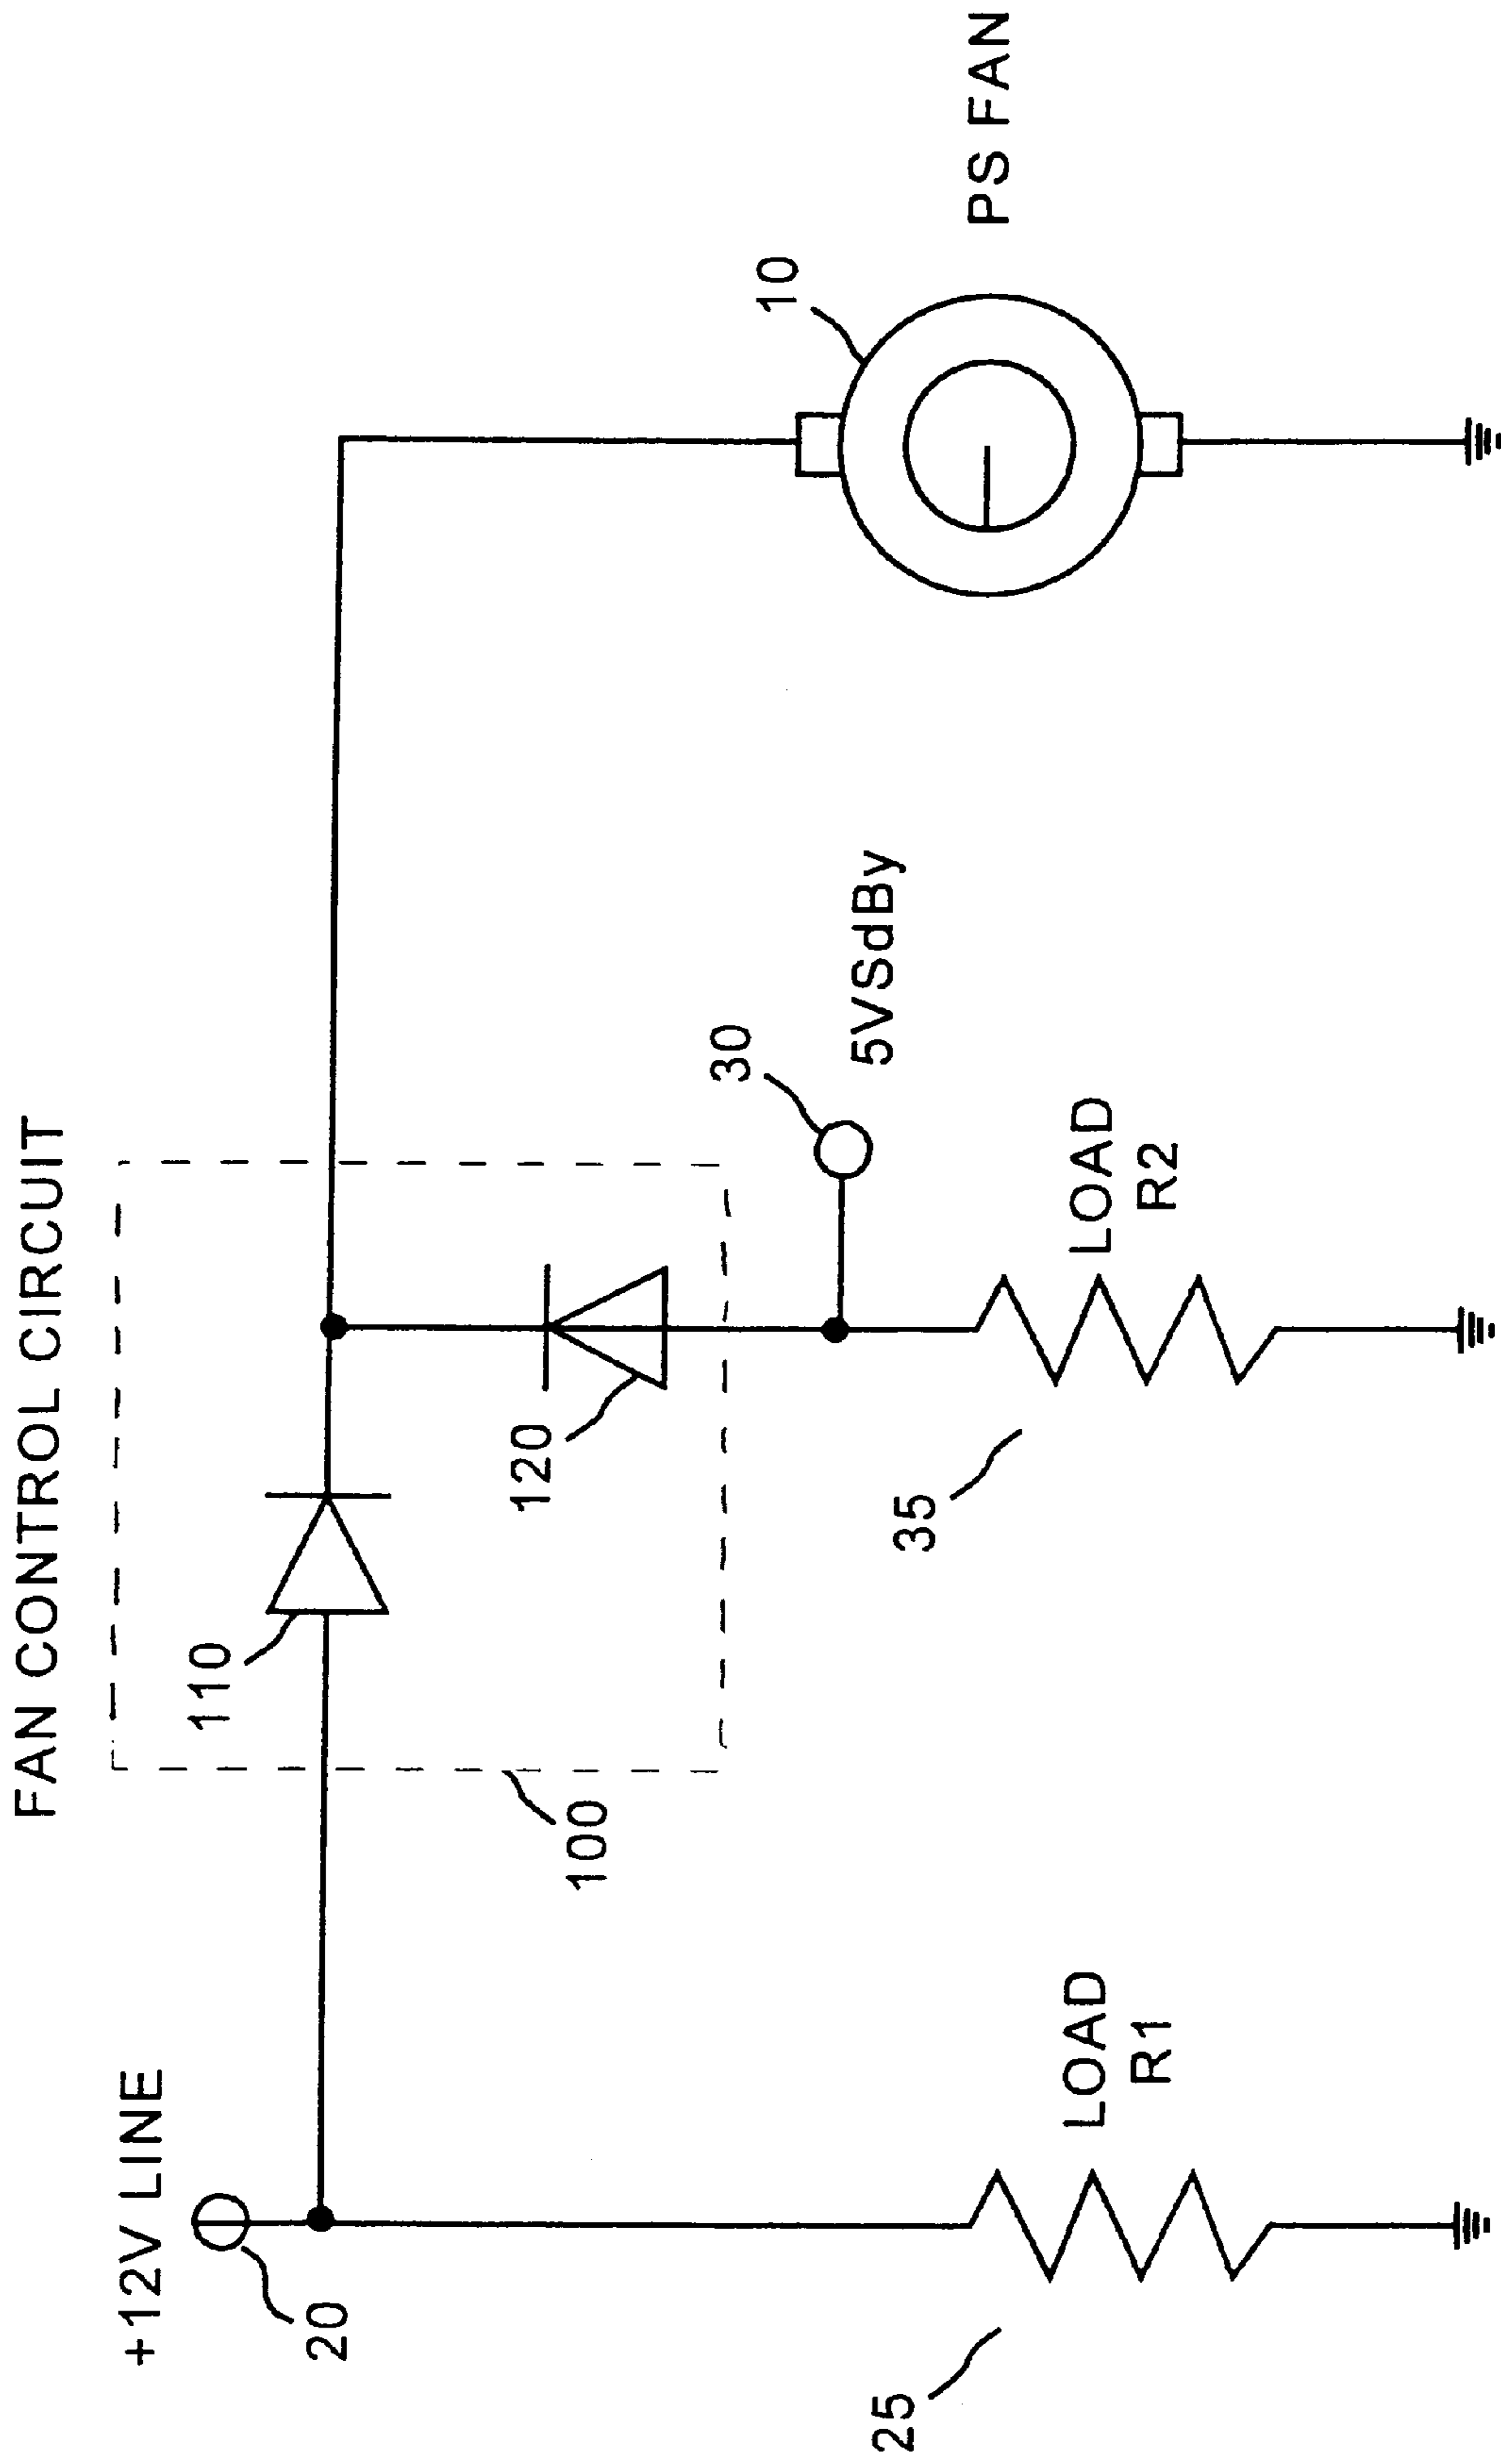 FAN CONTROL CIRCUIT
+12V LINE
20
110
100
120
30
5VSdBy
10
PS FAN
25
LOAD
R1
35
LOAD
R2